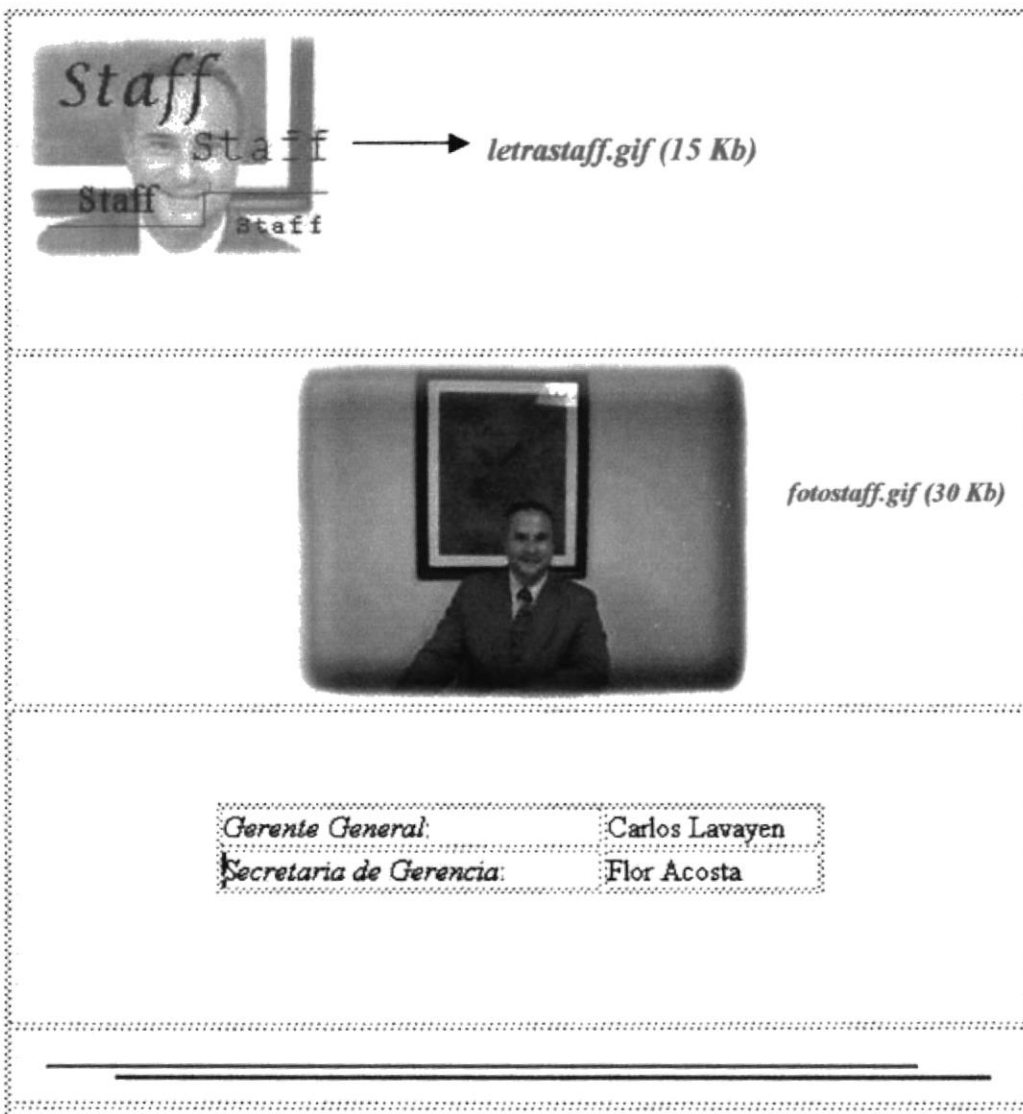 Staff
Staff
Staff
Staff
letrastaff.gif (15 Kb)
fotostaff.gif (30 Kb)
Gerente General: Carlos Lavayen
Secretaria de Gerencia: Flor Acosta